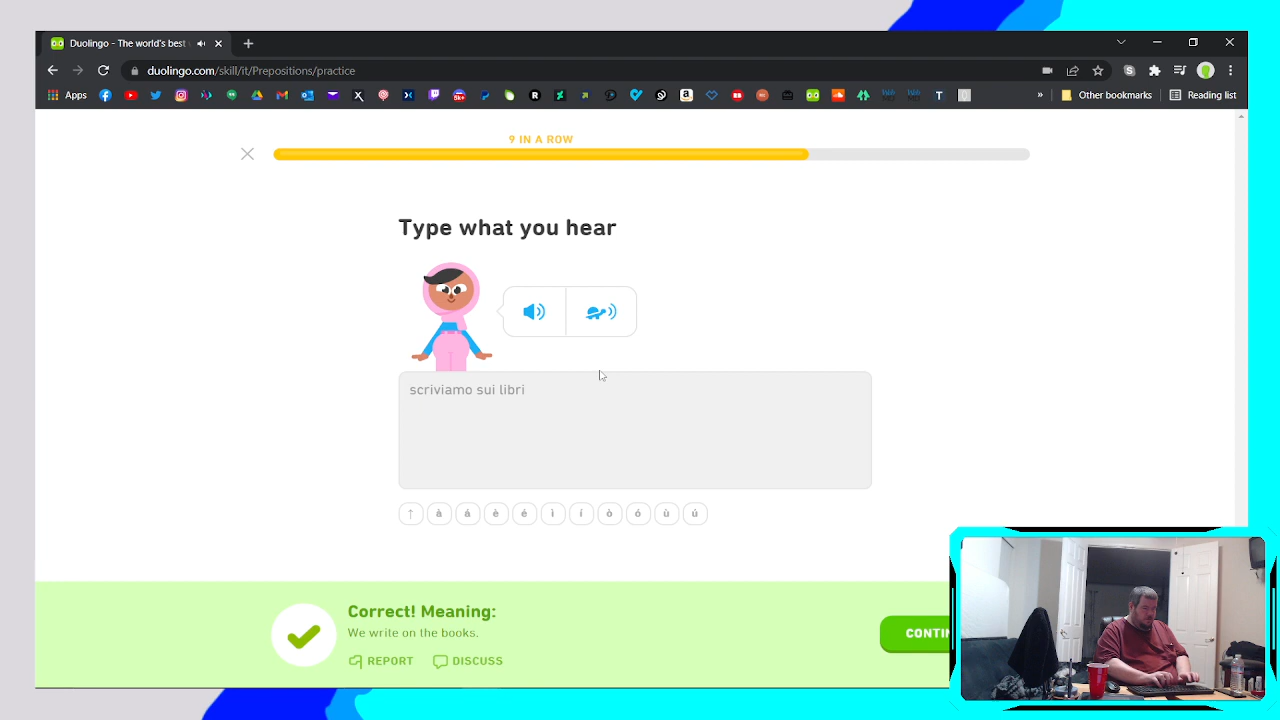 Duolingo - The world's best
duolingo.com/skill/it/Prepositions/practice
Apps
Other bookmarks
Reading list
9 IN A ROW
Type what you hear
scriviamo sui libri
↑ à á è é ì í ò ó ù ú
Correct! Meaning:
We write on the books.
REPORT
DISCUSS
CONTIN